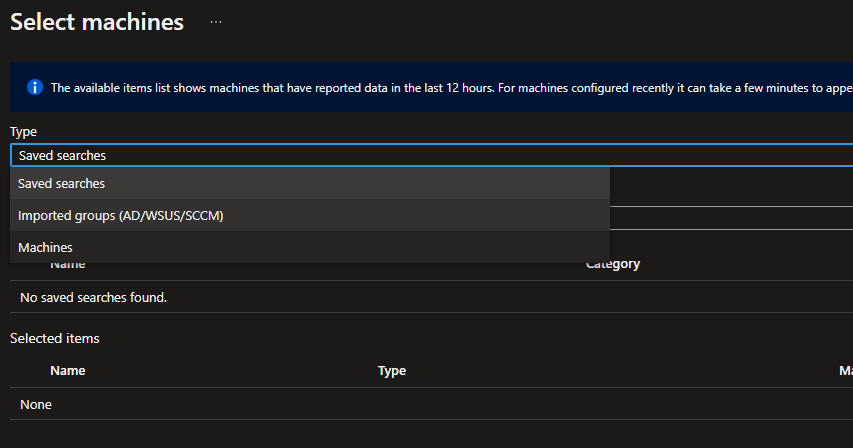 Select machines ...
The available items list shows machines that have reported data in the last 12 hours. For machines configured recently it can take a few minutes to appe
Type
Saved searches
Saved searches
Imported groups (AD/WSUS/SCCM)
Machines
Name Category
No saved searches found.
Selected items
Name Type Ma
None